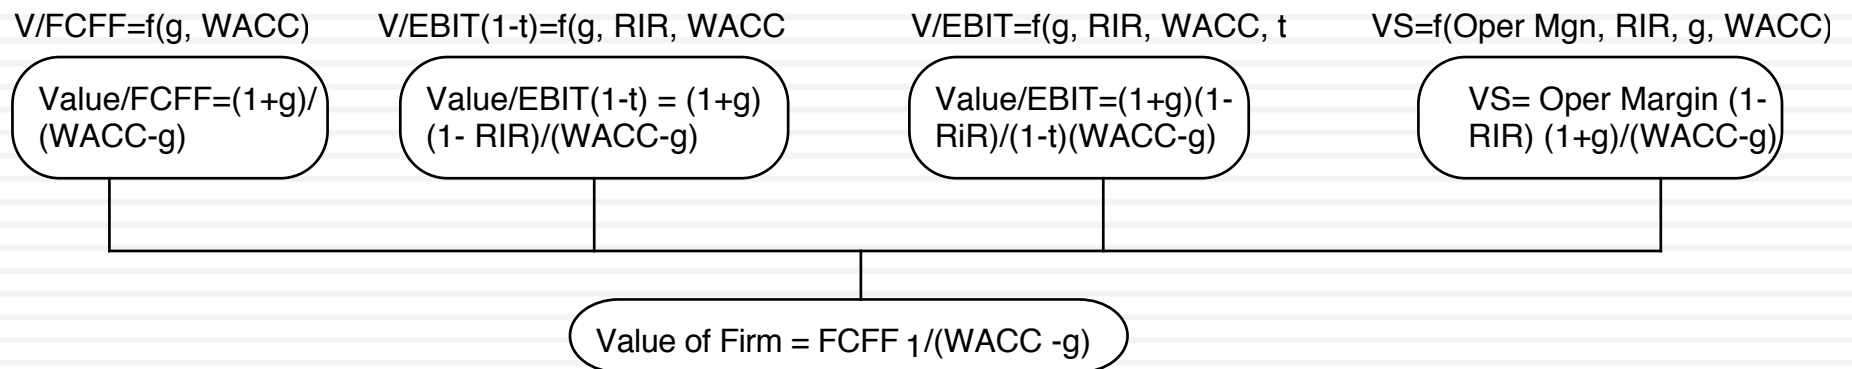 V/FCFF=f(g, WACC)
V/EBIT(1-t)=f(g, RIR, WACC
V/EBIT=f(g, RIR, WACC, t
VS=f(Oper Mgn, RIR, g, WACC)
Value/FCFF=(1+g)/
(WACC-g)
Value/EBIT(1-t) = (1+g)
(1- RIR)/(WACC-g)
Value/EBIT=(1+g)(1-
RiR)/(1-t)(WACC-g)
VS= Oper Margin (1-
RIR) (1+g)/(WACC-g)
Value of Firm = FCFF 1/(WACC -g)